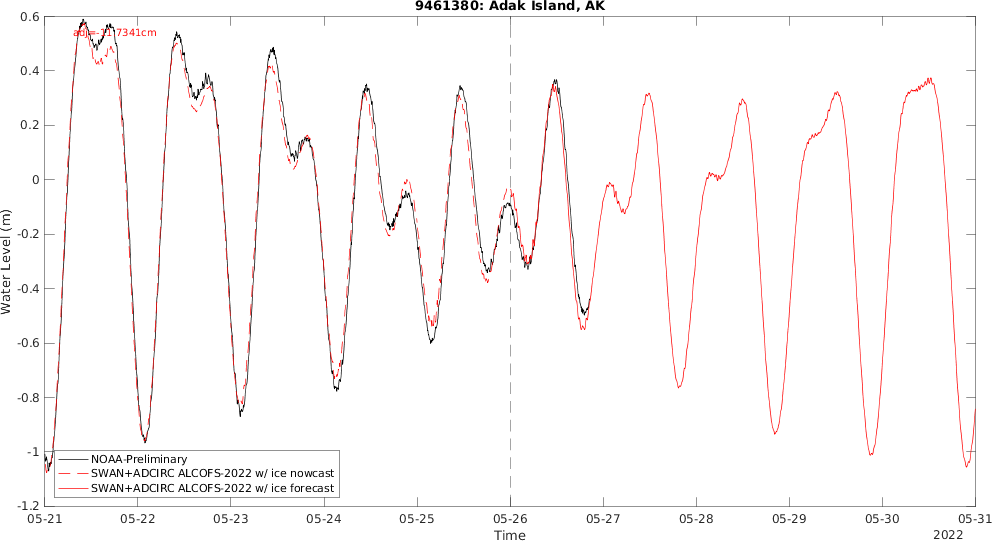 9461380: Adak Island, AK
adj=-11.7341cm
Water Level (m)
0.6
0.4
0.2
0
-0.2
-0.4
-0.6
-0.8
-1
-1.2
NOAA-Preliminary
SWAN+ADCIRC ALCOFS-2022 w/ ice nowcast
SWAN+ADCIRC ALCOFS-2022 w/ ice forecast
05-21 05-22 05-23 05-24 05-25 05-26 05-27 05-28 05-29 05-30 05-31
Time
2022